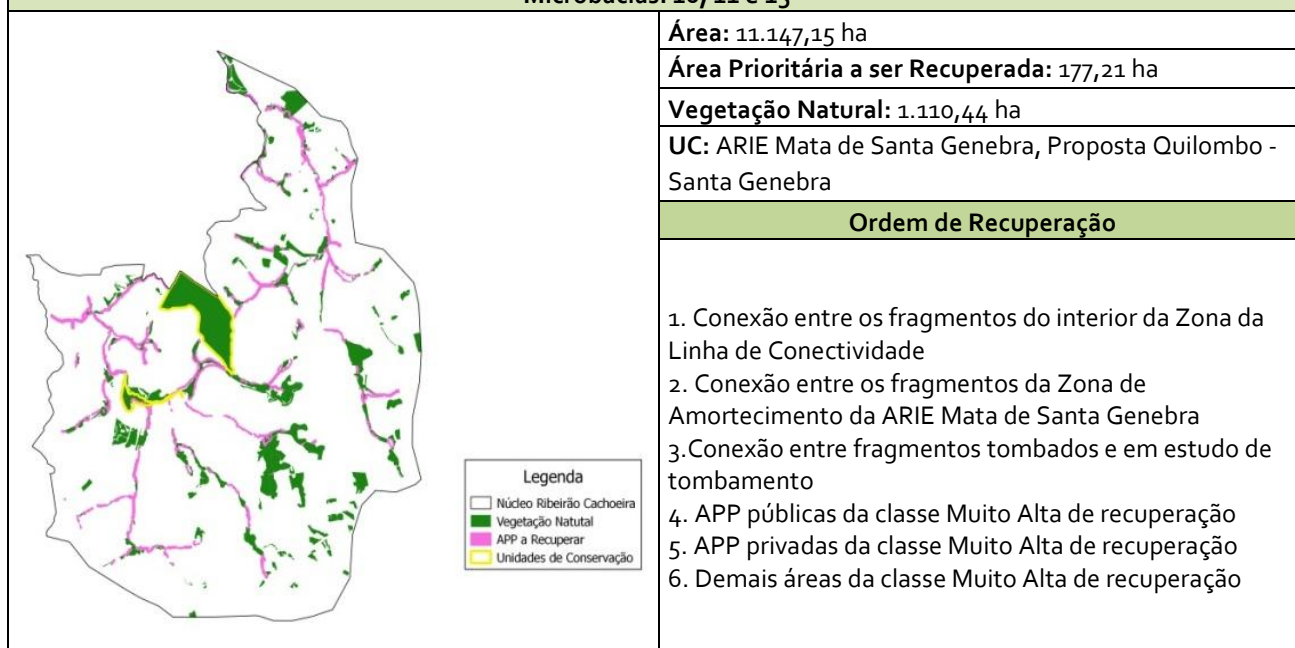 Microbacias: 10, 11 e 13
Área: 11.147,15 ha
Área Prioritária a ser Recuperada: 177,21 ha
Vegetação Natural: 1.110,44 ha
UC: ARIE Mata de Santa Genebra, Proposta Quilombo -
Santa Genebra
Ordem de Recuperação
1. Conexão entre os fragmentos do interior da Zona da
Linha de Conectividade
2. Conexão entre os fragmentos da Zona de
Amortecimento da ARIE Mata de Santa Genebra
3.Conexão entre fragmentos tombados e em estudo de
tombamento
4. APP públicas da classe Muito Alta de recuperação
5. APP privadas da classe Muito Alta de recuperação
6. Demais áreas da classe Muito Alta de recuperação
Legenda
Núcleo Ribeirão Cachoeira
Vegetação Natutal
APP a Recuperar
Unidades de Conservação